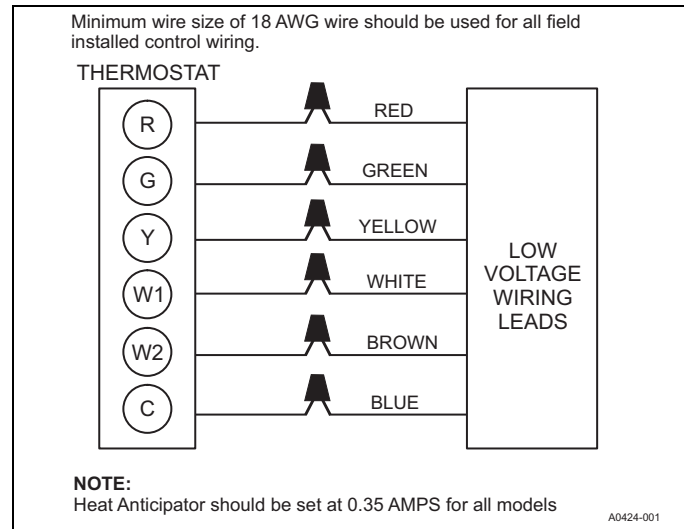 Minimum wire size of 18 AWG wire should be used for all field
installed control wiring.
THERMOSTAT
R
RED
G
GREEN
Y
YELLOW
W1
WHITE
W2
BROWN
C
BLUE
LOW
VOLTAGE
WIRING
LEADS
NOTE:
Heat Anticipator should be set at 0.35 AMPS for all models
A0424-001